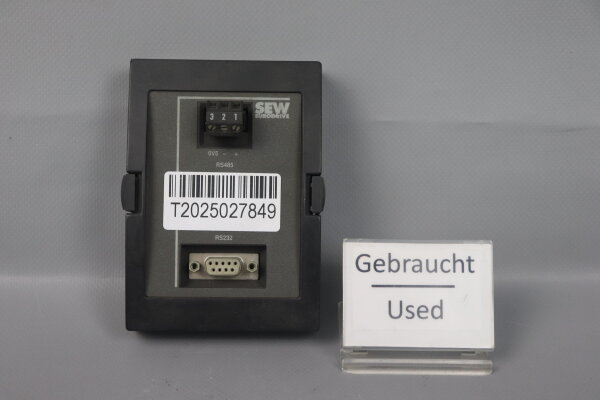 SEW
EURODRIVE
3 2 1
0V5 - +
RS485
T2025027849
RS232
Gebraucht
Used